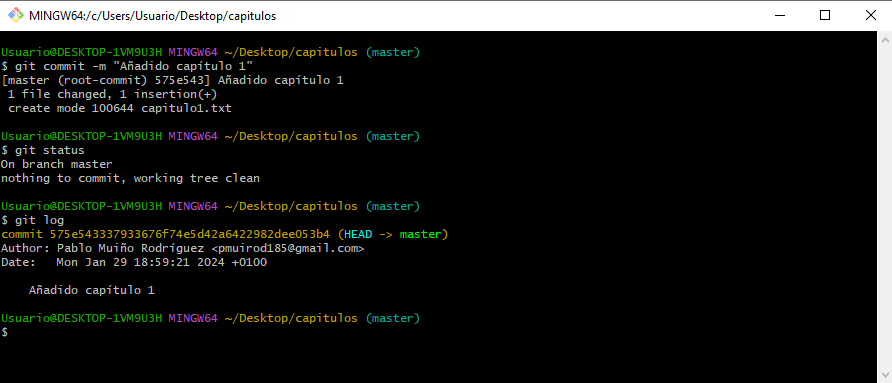 MINGW64:/c/Users/Usuario/Desktop/capitulos
Usuario@DESKTOP-1VM9U3H MINGW64 ~/Desktop/capitulos (master)
$ git commit -m "Añadido capítulo 1"
[master (root-commit) 575e543] Añadido capítulo 1
 1 file changed, 1 insertion(+)
 create mode 100644 capitulo1.txt
Usuario@DESKTOP-1VM9U3H MINGW64 ~/Desktop/capitulos (master)
$ git status
On branch master
nothing to commit, working tree clean
Usuario@DESKTOP-1VM9U3H MINGW64 ~/Desktop/capitulos (master)
$ git log
commit 575e543337933676f74e5d42a6422982dee053b4 (HEAD -> master)
Author: Pablo Muiño Rodríguez <pmuirod185@gmail.com>
Date:   Mon Jan 29 18:59:21 2024 +0100
    Añadido capítulo 1
Usuario@DESKTOP-1VM9U3H MINGW64 ~/Desktop/capitulos (master)
$